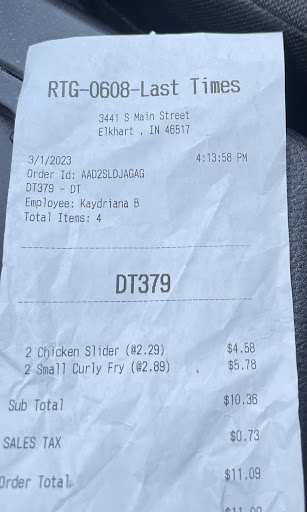 RTG-0608-Last Times
3441 S Main Street
Elkhart , IN 46517
3/1/2023 4:13:58 PM
Order Id: AAD2SLDJAGAG
DT379 - DT
Employee: Kaydriana B
Total Items: 4
DT379
2 Chicken Slider (@2.29) $4.58
2 Small Curly Fry (@2.89) $5.78
Sub Total $10.36
SALES TAX $0.73
Order Total $11.09